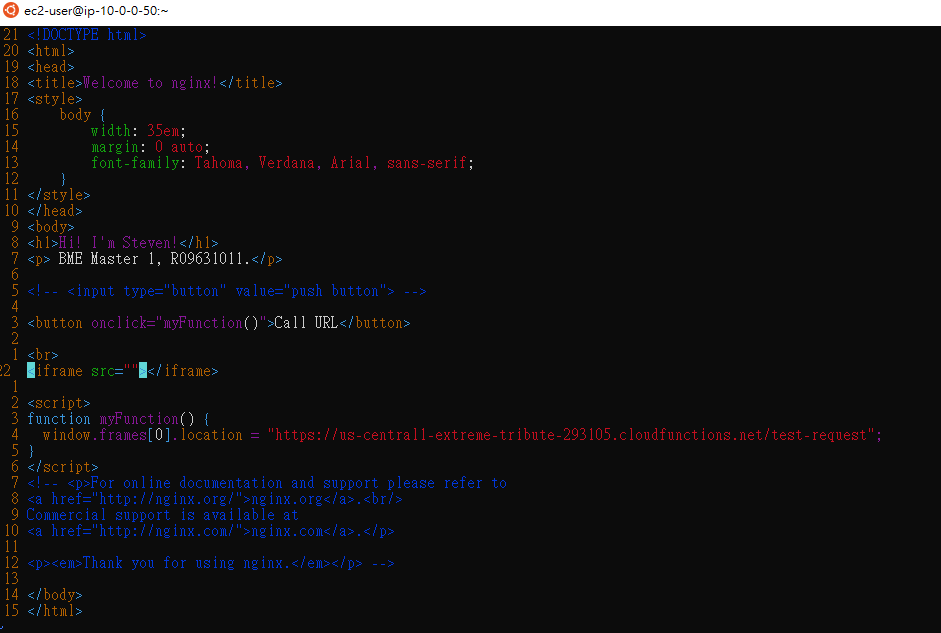 ec2-user@ip-10-0-0-50:~
21 <!DOCTYPE html>
20 <html>
19 <head>
18 <title>Welcome to nginx!</title>
17 <style>
16     body {
15         width: 35em;
14         margin: 0 auto;
13         font-family: Tahoma, Verdana, Arial, sans-serif;
12     }
11 </style>
10 </head>
9 <body>
8 <h1>Hi! I'm Steven!</h1>
7 <p> BME Master 1, R09631011.</p>
6
5 <!-- <input type="button" value="push button"> -->
4
3 <button onclick="myFunction()">Call URL</button>
2
1 <br>
22 <iframe src=""></iframe>
1
2 <script>
3 function myFunction() {
4   window.frames[0].location = "https://us-central1-extreme-tribute-293105.cloudfunctions.net/test-request";
5 }
6 </script>
7 <!-- <p>For online documentation and support please refer to
8 <a href="http://nginx.org/">nginx.org</a>.<br/>
9 Commercial support is available at
10 <a href="http://nginx.com/">nginx.com</a>.</p>
11
12 <p><em>Thank you for using nginx.</em></p> -->
13
14 </body>
15 </html>
~